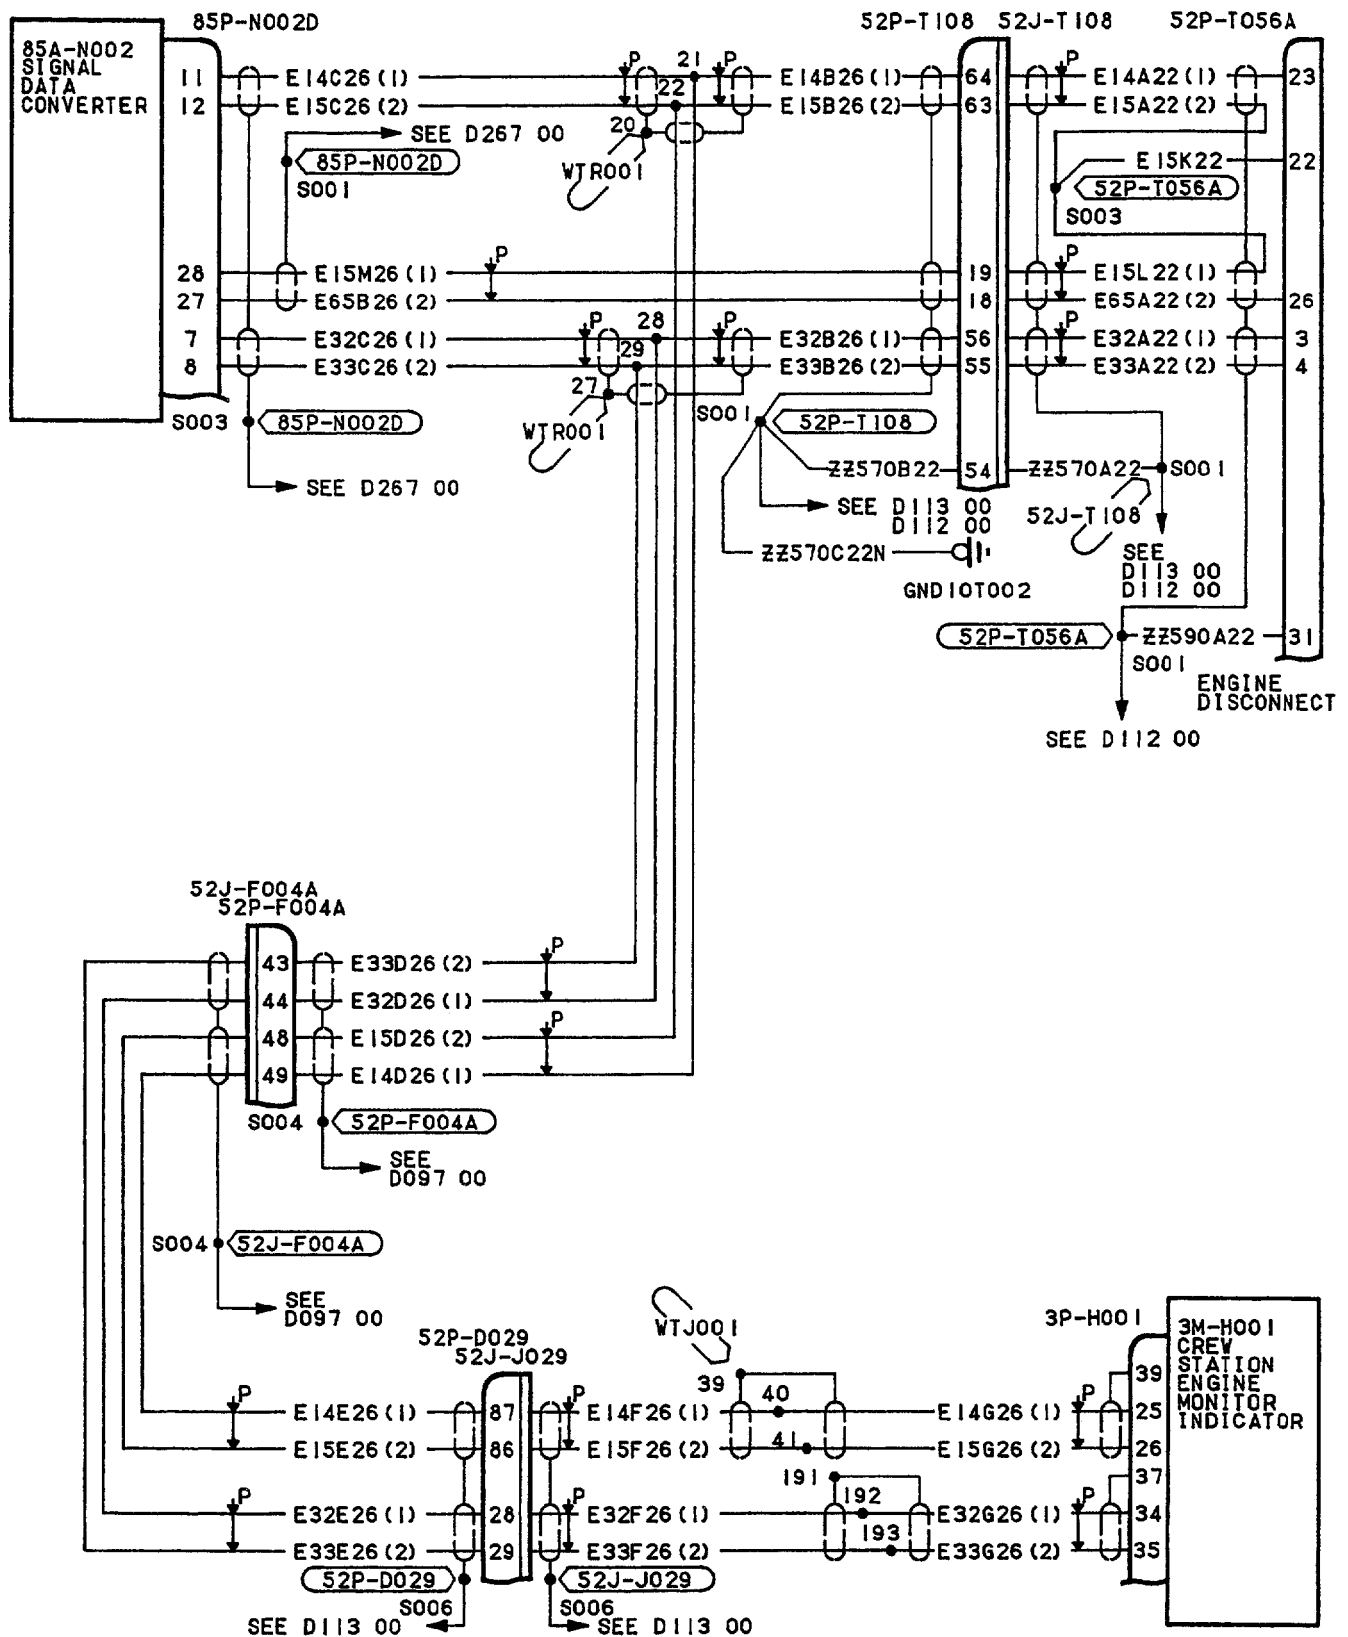 85P-N002D
52P-T108 52J-T108 52P-T056A
85A-N002
SIGNAL
DATA
CONVERTER
11 E14C26(1) P 21 P E14B26(1) 64 P E14A22(1) 23
12 E15C26(2) 22 E15B26(2) 63 E15A22(2)
20
SEE D267 00
85P-N002D
S001
WTR001
E15K22 22
52P-T056A
S003
28 E15M26(1) P 19 P E15L22(1)
27 E65B26(2) 18 E65A22(2) 26
7 E32C26(1) P 28 P E32B26(1) 56 P E32A22(1) 3
8 E33C26(2) 29 E33B26(2) 55 E33A22(2) 4
27
WTR001
S003 85P-N002D
S001 52P-T108
SEE D267 00
ZZ570B22 54 ZZ570A22 S001
SEE D113 00
D112 00
52J-T108
ZZ570C22N
GND10T002
SEE
D113 00
D112 00
52P-T056A ZZ590A22 31
S001
ENGINE
DISCONNECT
SEE D112 00
52J-F004A
52P-F004A
43 E33D26(2) P
44 E32D26(1)
48 E15D26(2) P
49 E14D26(1)
S004 52P-F004A
SEE
D097 00
S004 52J-F004A
SEE
D097 00
52P-D029
52J-J029
WTJ001
3P-H001
3M-H001
CREW
STATION
ENGINE
MONITOR
INDICATOR
39 39
P E14E26(1) 87 P E14F26(1) 40 E14G26(1) P 25
E15E26(2) 86 E15F26(2) 41 E15G26(2) 26
191 37
P E32E26(1) 28 P E32F26(1) 192 E32G26(1) P 34
E33E26(2) 29 E33F26(2) 193 E33G26(2) 35
52P-D029 52J-J029
S006 S006
SEE D113 00 SEE D113 00